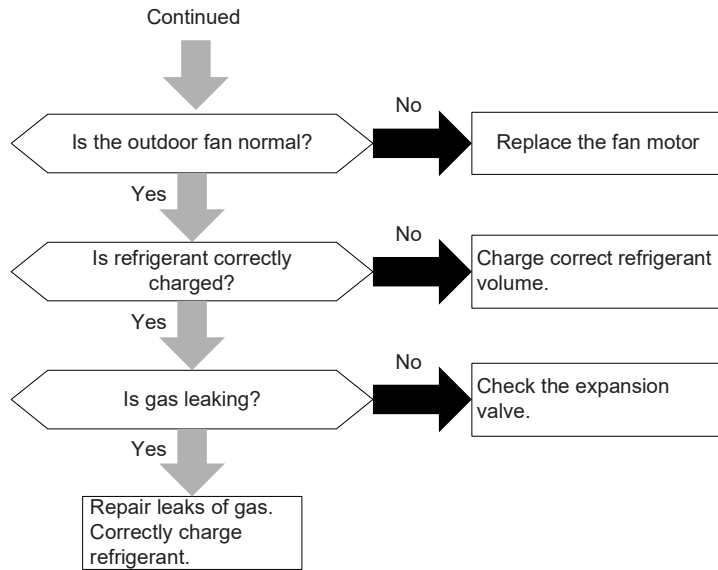 Continued
No
Is the outdoor fan normal?
Replace the fan motor
Yes
No
Is refrigerant correctly
charged?
Charge correct refrigerant
volume.
Yes
No
Is gas leaking?
Check the expansion
valve.
Yes
Repair leaks of gas.
Correctly charge
refrigerant.